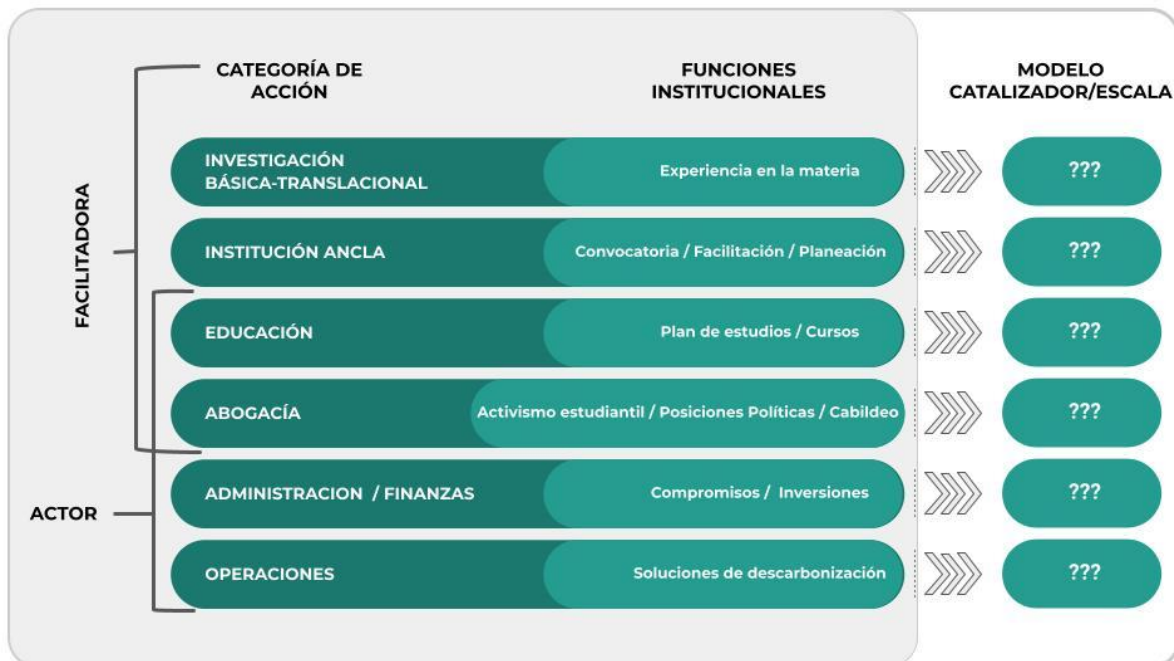 CATEGORÍA DE
ACCIÓN
FUNCIONES
INSTITUCIONALES
MODELO
CATALIZADOR/ESCALA
FACILITADORA
INVESTIGACIÓN
BÁSICA-TRANSLACIONAL
Experiencia en la materia
???
INSTITUCIÓN ANCLA
Convocatoria / Facilitación / Planeación
???
EDUCACIÓN
Plan de estudios / Cursos
???
ABOGACÍA
Activismo estudiantil / Posiciones Políticas / Cabildeo
???
ACTOR
ADMINISTRACION / FINANZAS
Compromisos / Inversiones
???
OPERACIONES
Soluciones de descarbonización
???